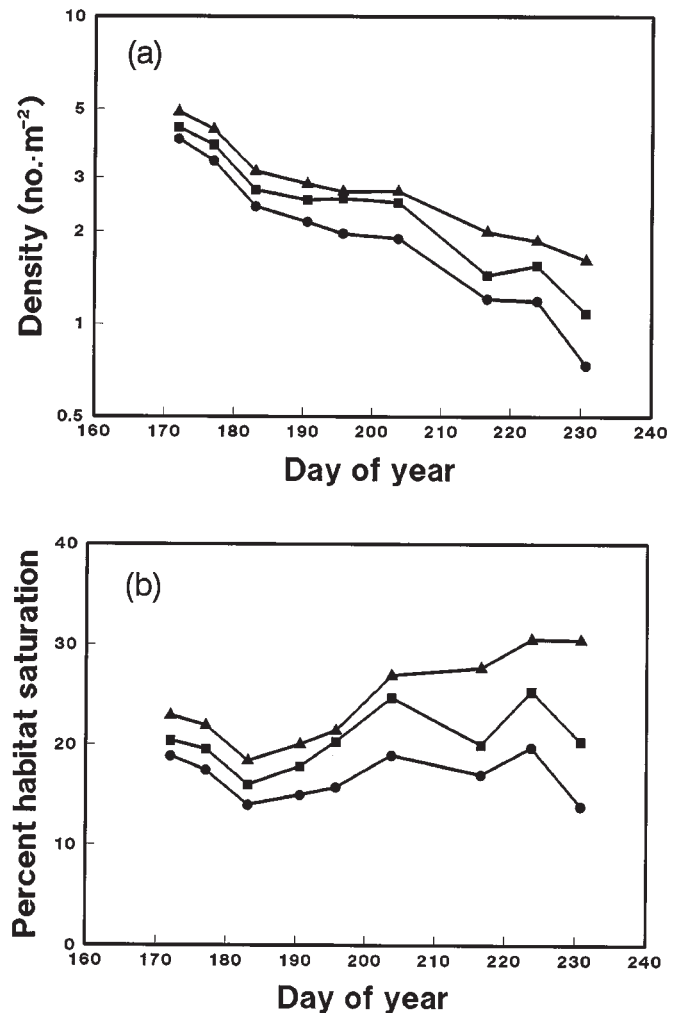 (a)
Density (no.·m⁻²)
10
5
3
2
1
0.5
160 170 180 190 200 210 220 230 240
Day of year
(b)
Percent habitat saturation
40
30
20
10
0
160 170 180 190 200 210 220 230 240
Day of year